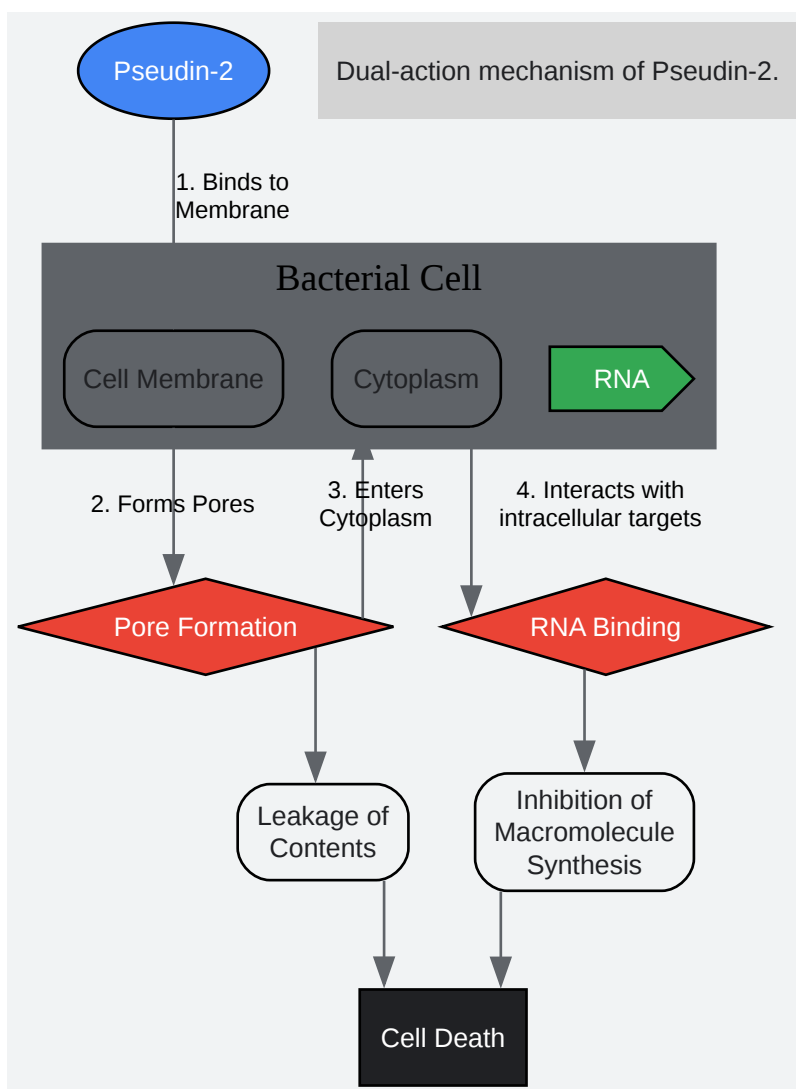 Pseudin-2
Dual-action mechanism of Pseudin-2.
1. Binds to
Membrane
Bacterial Cell
Cell Membrane
Cytoplasm
RNA
2. Forms Pores
3. Enters
Cytoplasm
4. Interacts with
intracellular targets
Pore Formation
RNA Binding
Leakage of
Contents
Inhibition of
Macromolecule
Synthesis
Cell Death